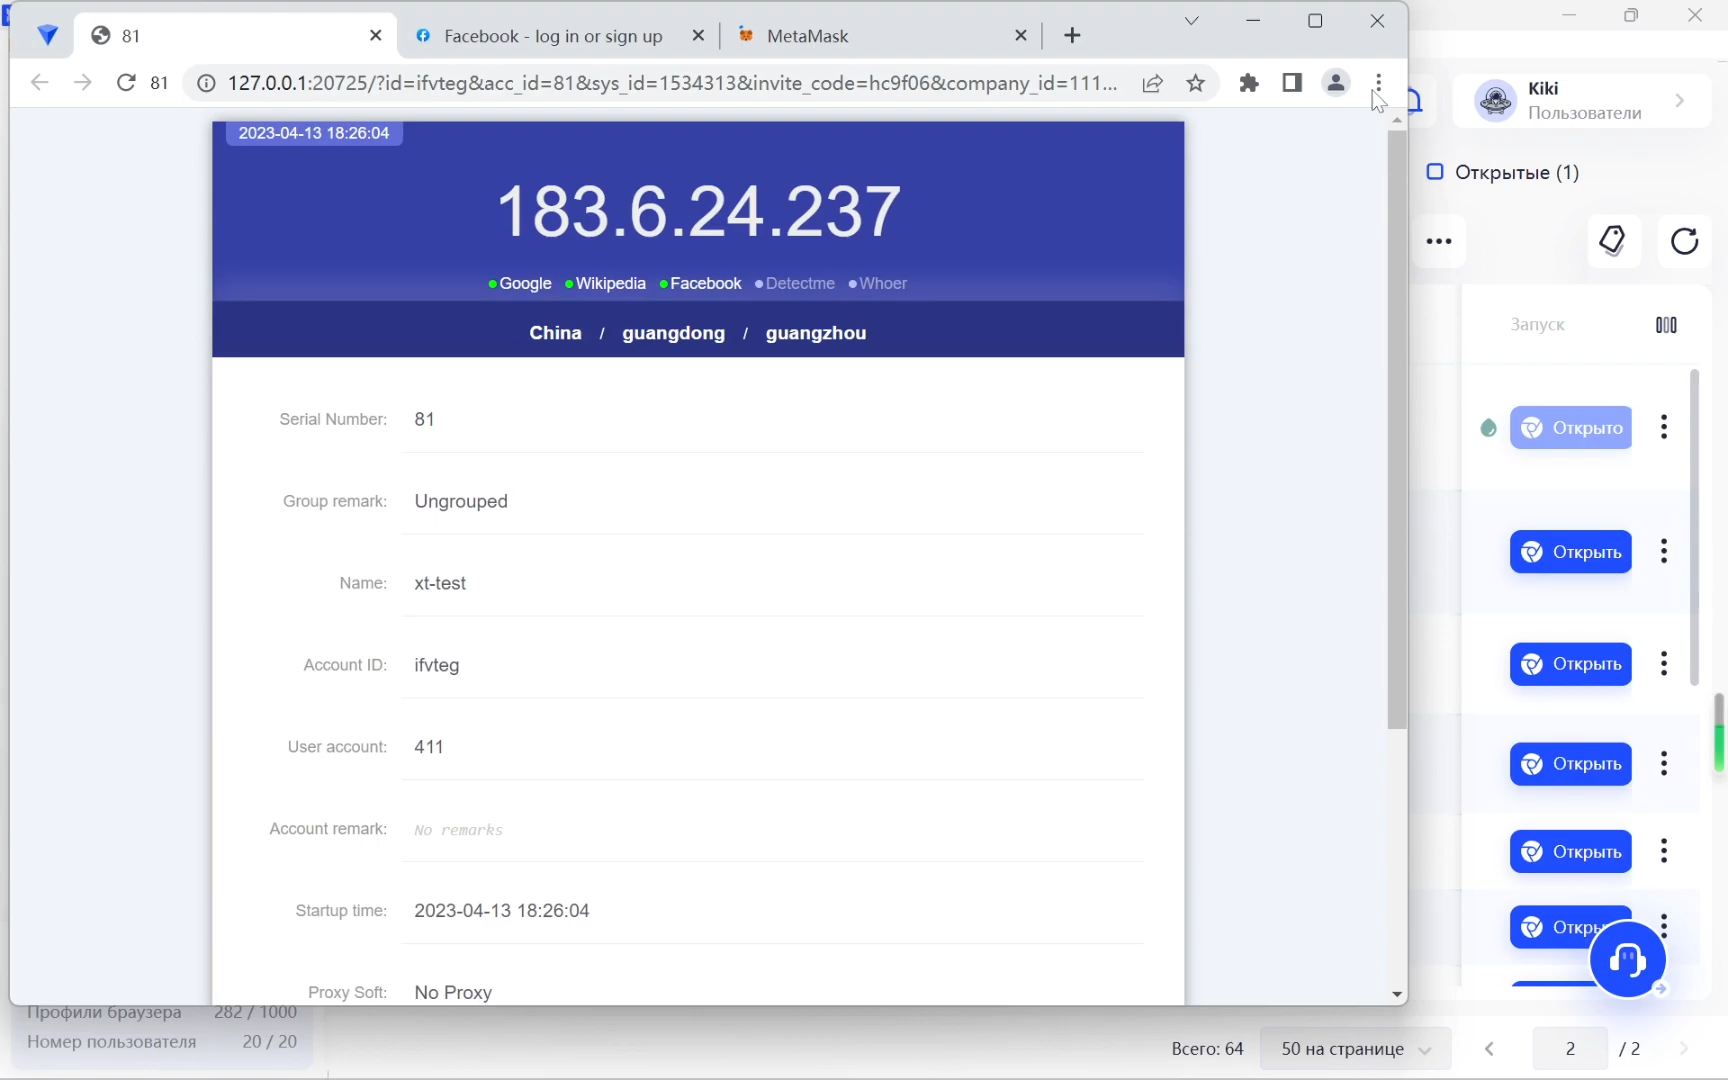 81
Facebook - log in or sign up
MetaMask
81
127.0.0.1:20725/?id=ifvteg&acc_id=81&sys_id=1534313&invite_code=hc9f06&company_id=111...
Kiki
Пользователи
Открытые (1)
2023-04-13 18:26:04
183.6.24.237
Google Wikipedia Facebook Detectme Whoer
China / guangdong / guangzhou
Запуск
Serial Number: 81
Group remark: Ungrouped
Name: xt-test
Account ID: ifvteg
User account: 411
Account remark: No remarks
Startup time: 2023-04-13 18:26:04
Proxy Soft: No Proxy
Открыто
Открыть
Открыть
Открыть
Открыть
Профили браузера 282 / 1000
Номер пользователя 20 / 20
Всего: 64
50 на странице
2 / 2